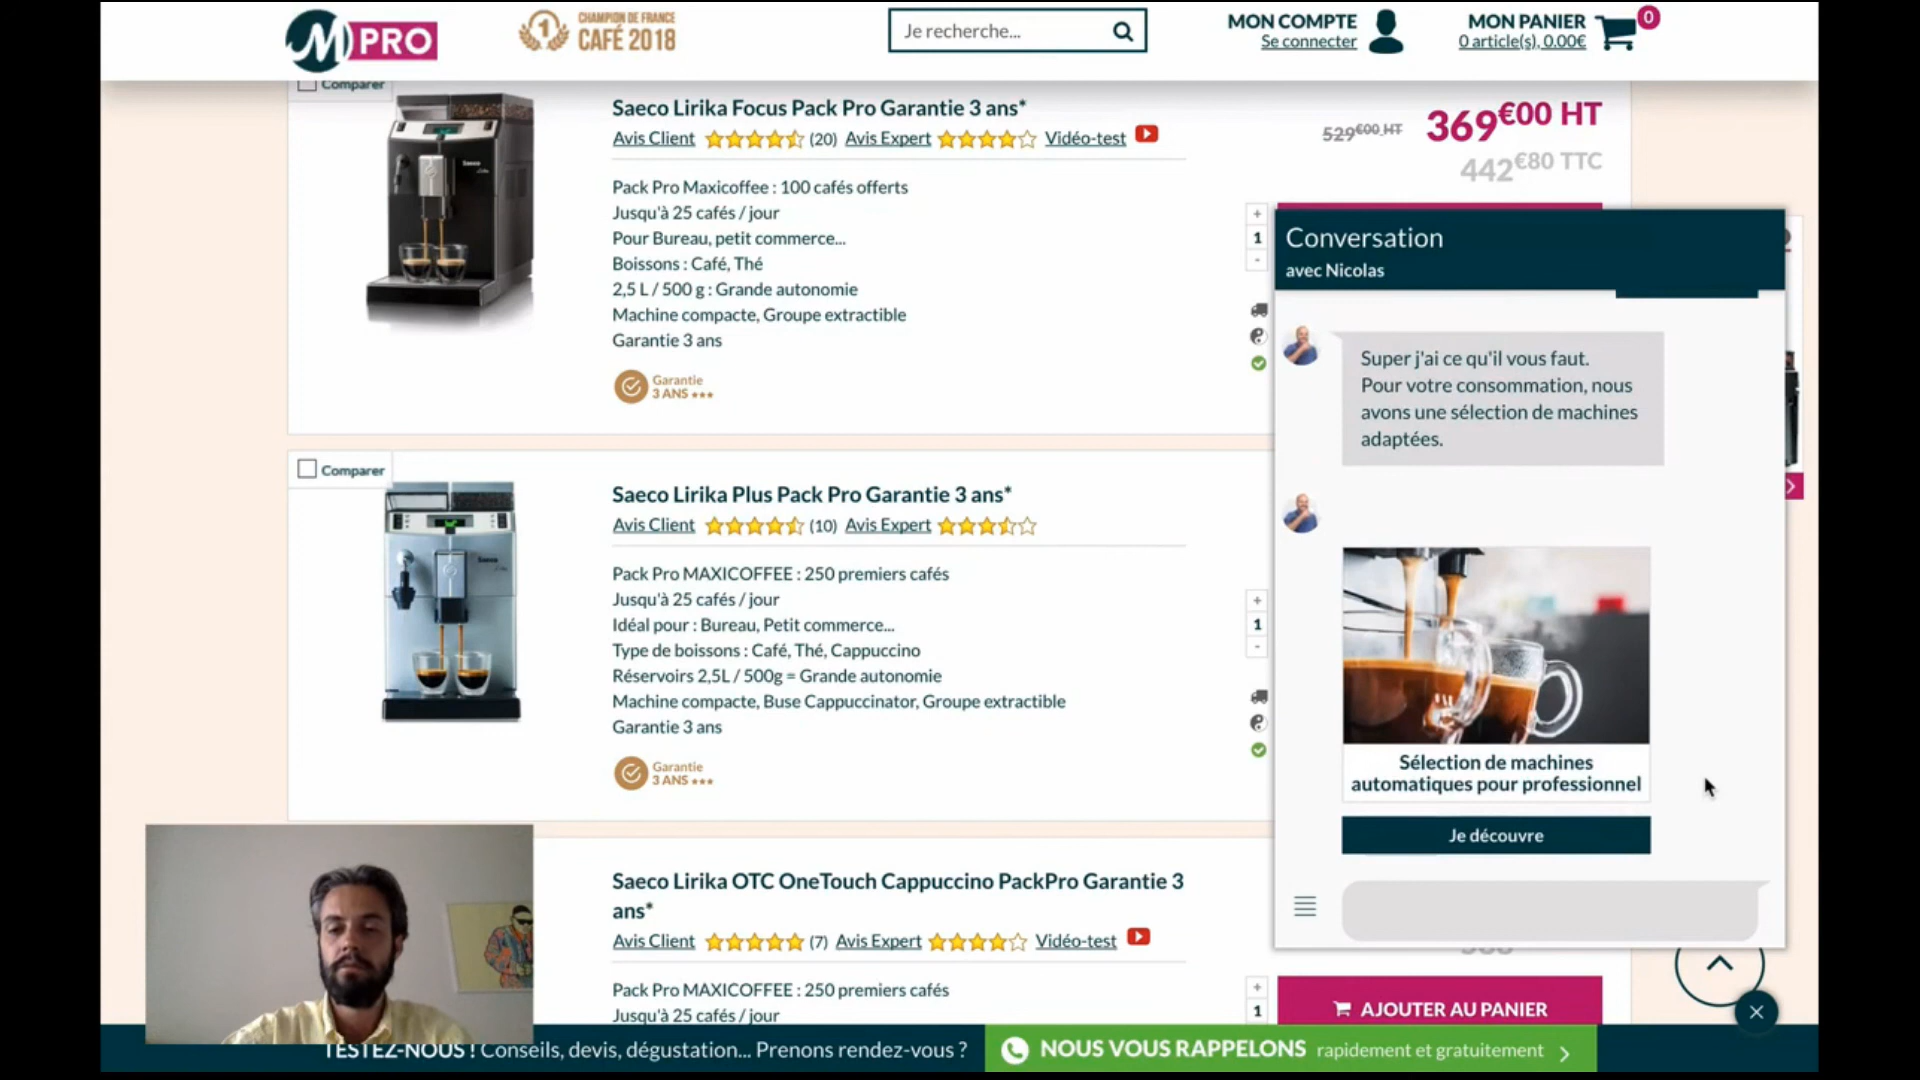 M PRO
CHAMPION DE FRANCE
CAFÉ 2018
Je recherche...
MON COMPTE
Se connecter
MON PANIER
0 article(s), 0.00€
0
Comparer
Saeco Lirika Focus Pack Pro Garantie 3 ans*
Avis Client (20) Avis Expert Vidéo-test
529€00 HT
369€00 HT
442€80 TTC
Pack Pro Maxicoffee : 100 cafés offerts
Jusqu'à 25 cafés / jour
Pour Bureau, petit commerce...
Boissons : Café, Thé
2,5 L / 500 g : Grande autonomie
Machine compacte, Groupe extractible
Garantie 3 ans
Garantie
3 ANS
+
1
-
Comparer
Saeco Lirika Plus Pack Pro Garantie 3 ans*
Avis Client (10) Avis Expert
Pack Pro MAXICOFFEE : 250 premiers cafés
Jusqu'à 25 cafés / jour
Idéal pour : Bureau, Petit commerce...
Type de boissons : Café, Thé, Cappuccino
Réservoirs 2,5L / 500g = Grande autonomie
Machine compacte, Buse Cappuccinator, Groupe extractible
Garantie 3 ans
Garantie
3 ANS
+
1
-
Saeco Lirika OTC OneTouch Cappuccino PackPro Garantie 3
ans*
Avis Client (7) Avis Expert Vidéo-test
Pack Pro MAXICOFFEE : 250 premiers cafés
Jusqu'à 25 cafés / jour
+
1
AJOUTER AU PANIER
Conversation
avec Nicolas
Super j'ai ce qu'il vous faut.
Pour votre consommation, nous
avons une sélection de machines
adaptées.
Sélection de machines
automatiques pour professionnel
Je découvre
TESTEZ-NOUS ! Conseils, devis, dégustation... Prenons rendez-vous ?
NOUS VOUS RAPPELONS rapidement et gratuitement